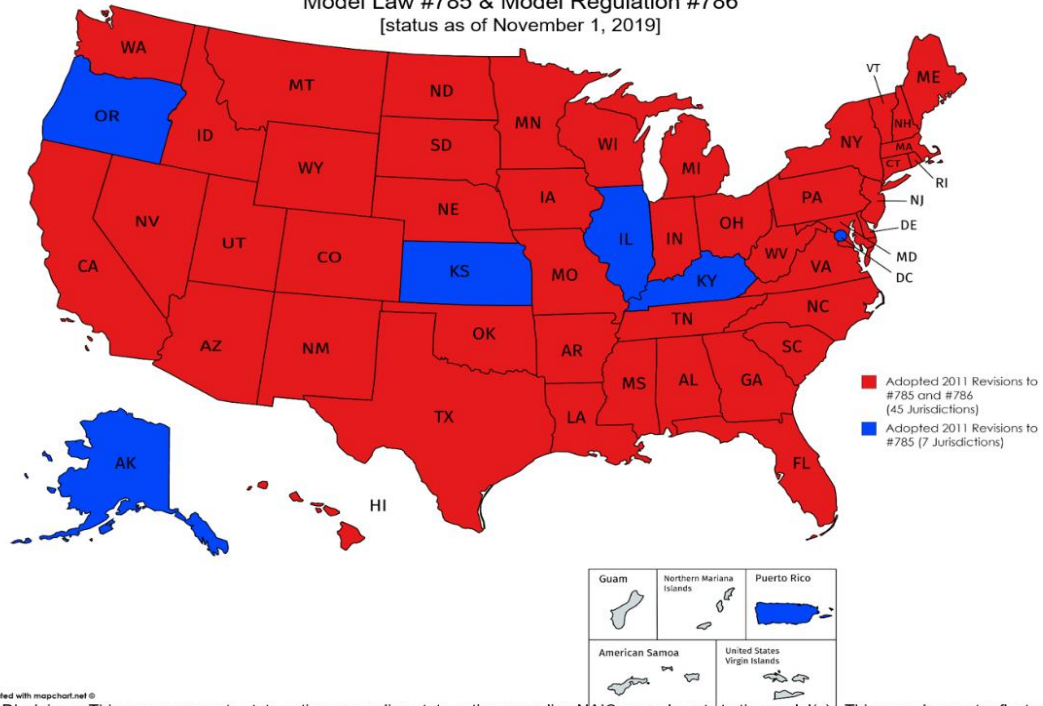 Model Law #785 & Model Regulation #786
[status as of November 1, 2019]
WA
MT
ND
MN
VT
ME
OR
ID
SD
WI
MI
NY
NH
MA
CT
RI
WY
IA
PA
NJ
NV
NE
OH
DE
UT
CO
IL
IN
WV
MD
CA
KS
MO
KY
VA
DC
NC
TN
AZ
NM
OK
AR
SC
MS
AL
GA
TX
LA
Adopted 2011 Revisions to
#785 and #786
(45 Jurisdictions)
Adopted 2011 Revisions to
#785 (7 Jurisdictions)
FL
AK
HI
Guam
Northern Mariana
Islands
Puerto Rico
American Samoa
United States
Virgin Islands
ted with mapchart.net ©